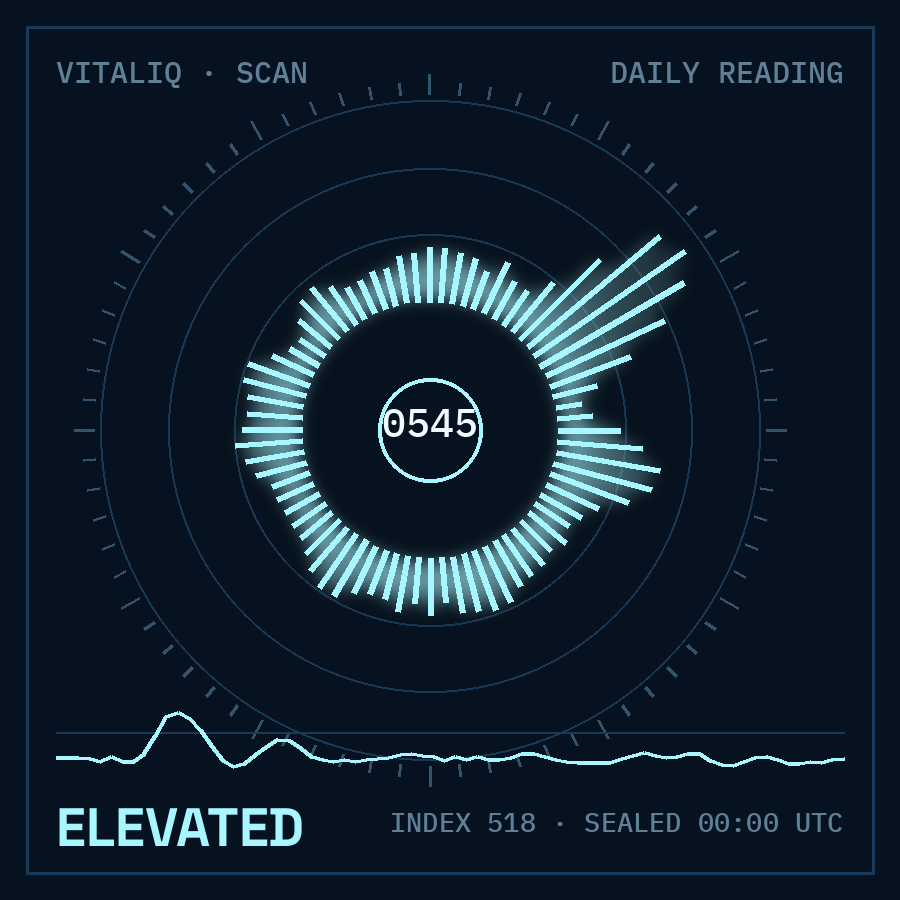 VITALIQ · SCAN
DAILY READING
0545
ELEVATED
INDEX 518 · SEALED 00:00 UTC